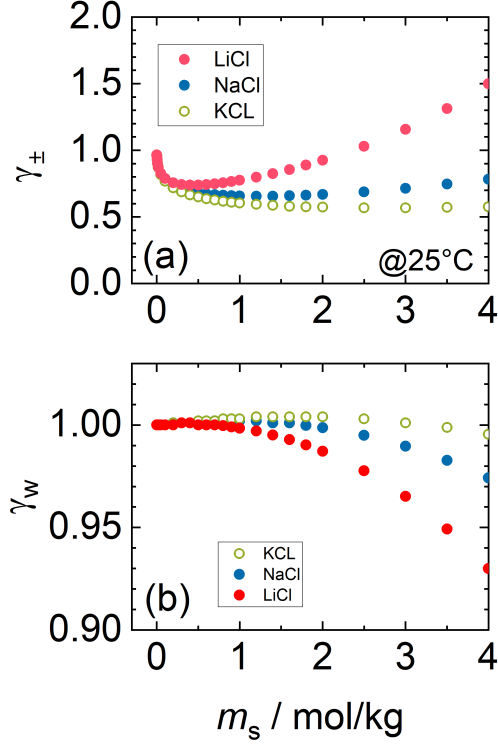 2.0
LiCl
NaCl
KCL
1.5
γ±
1.0
0.5
(a)
@25°C
0.0
0 1 2 3 4
1.00
γw
0.95
KCL
NaCl
LiCl
(b)
0.90
0 1 2 3 4
ms / mol/kg